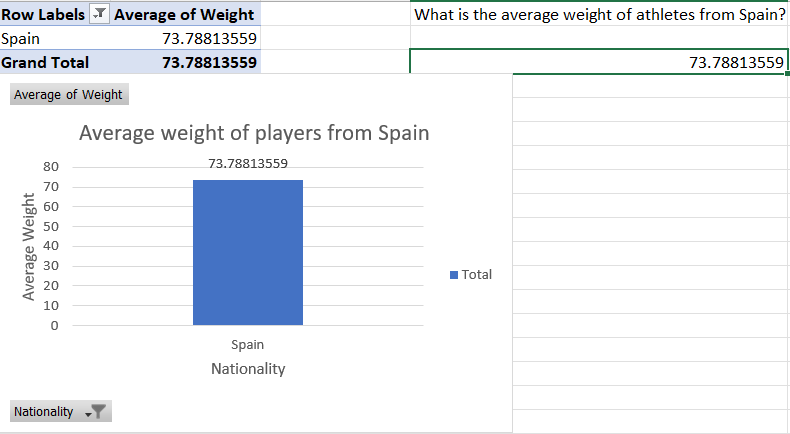 Row Labels Average of Weight What is the average weight of athletes from Spain?
Spain 73.78813559
Grand Total 73.78813559 73.78813559
Average of Weight
Average weight of players from Spain
73.78813559
80
70
60
50
40
30
20
10
0
Average Weight
Total
Spain
Nationality
Nationality